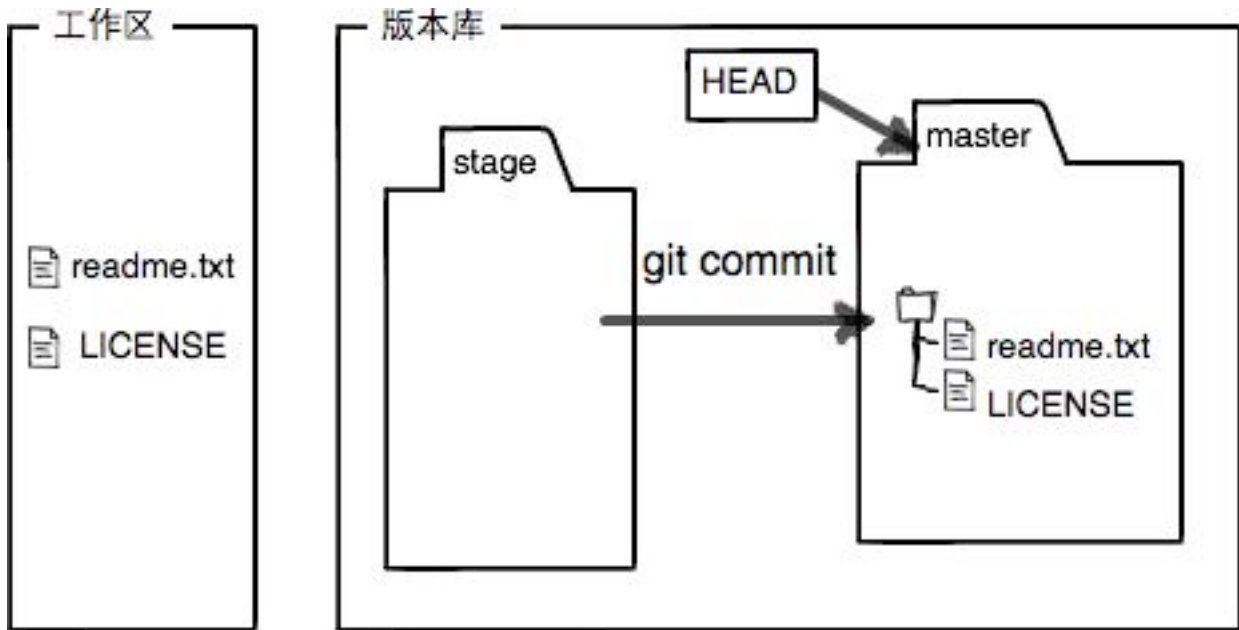 工作区
版本库
HEAD
master
stage
git commit
readme.txt
LICENSE
readme.txt
LICENSE